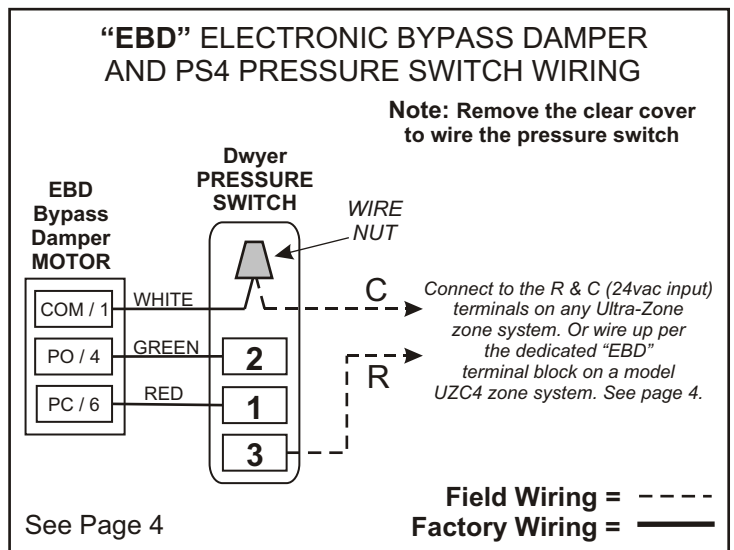 “EBD” ELECTRONIC BYPASS DAMPER
AND PS4 PRESSURE SWITCH WIRING
Note: Remove the clear cover
to wire the pressure switch
Dwyer
PRESSURE
SWITCH
EBD
Bypass
Damper
MOTOR
WIRE
NUT
COM / 1
WHITE
C
PO / 4
GREEN
2
R
PC / 6
RED
1
3
Connect to the R & C (24vac input)
terminals on any Ultra-Zone
zone system. Or wire up per
the dedicated “EBD”
terminal block on a model
UZC4 zone system. See page 4.
See Page 4
Field Wiring =
Factory Wiring =